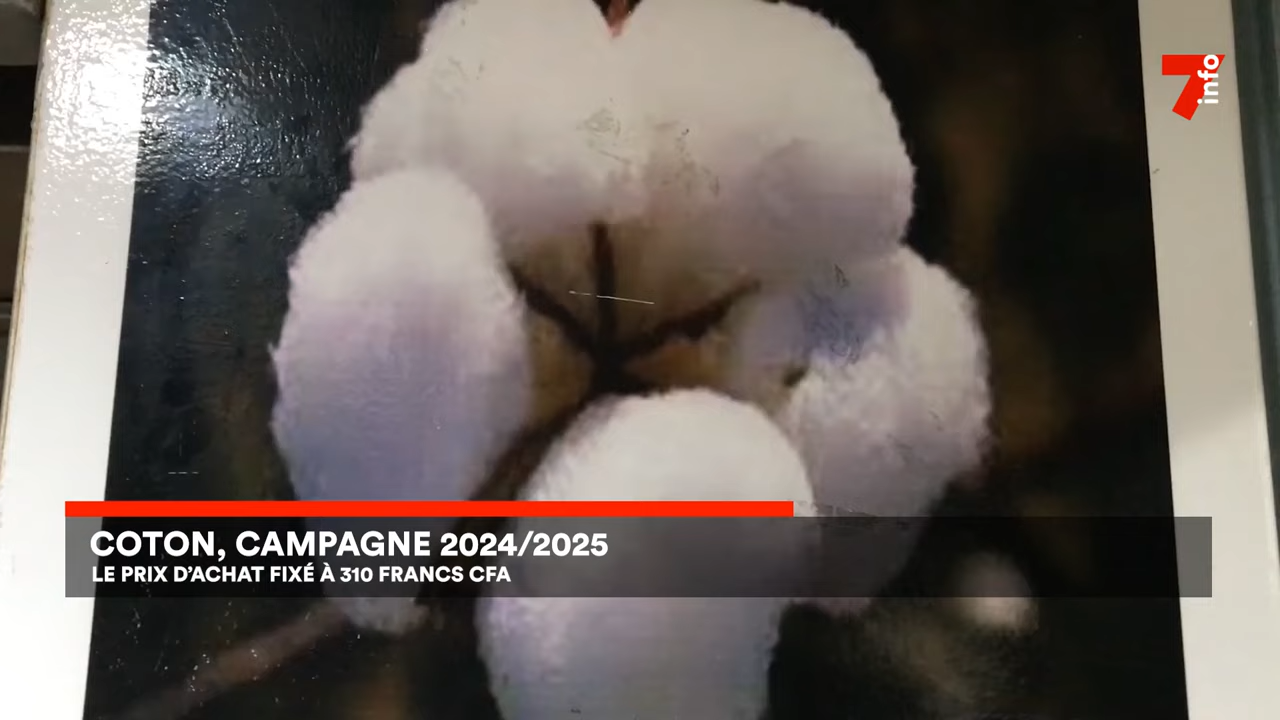 7info
COTON, CAMPAGNE 2024/2025
LE PRIX D'ACHAT FIXÉ À 310 FRANCS CFA